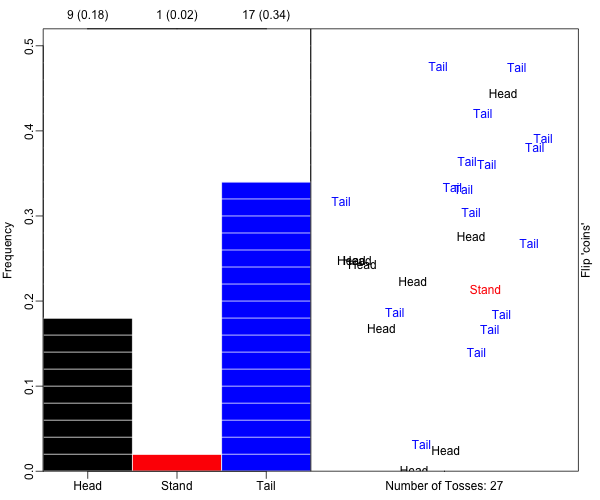 9 (0.18) 1 (0.02) 17 (0.34)
0.5
0.4
0.3
0.2
0.1
0.0
Frequency
Head Stand Tail
Tail Tail
Head
Tail
Tail
Tail
Tail Tail
Tail Tail
Tail
Tail
Head
Tail
Head Head
Head
Head
Stand
Tail Tail
Head Tail
Tail
Tail Head
Head
Flip 'coins'
Number of Tosses: 27